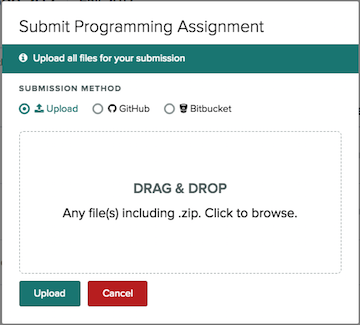 Submit Programming Assignment
Upload all files for your submission
SUBMISSION METHOD
Upload GitHub Bitbucket
DRAG & DROP
Any file(s) including .zip. Click to browse.
Upload Cancel